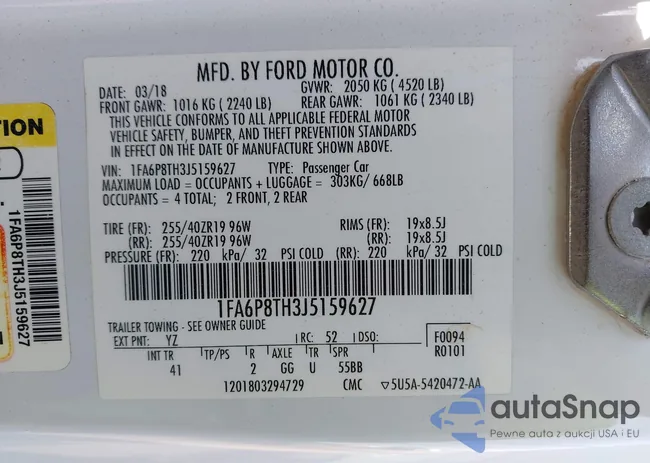 MFD. BY FORD MOTOR CO.
DATE: 03/18 GVWR: 2050 KG ( 4520 LB)
FRONT GAWR: 1016 KG ( 2240 LB) REAR GAWR: 1061 KG ( 2340 LB)
THIS VEHICLE CONFORMS TO ALL APPLICABLE FEDERAL MOTOR
VEHICLE SAFETY, BUMPER, AND THEFT PREVENTION STANDARDS
IN EFFECT ON THE DATE OF MANUFACTURE SHOWN ABOVE.
VIN: 1FA6P8TH3J5159627 TYPE: Passenger Car
MAXIMUM LOAD = OCCUPANTS + LUGGAGE = 303KG/ 668LB
OCCUPANTS = 4 TOTAL; 2 FRONT, 2 REAR
TIRE (FR): 255/40ZR19 96W RIMS (FR): 19x8.5J
(RR): 255/40ZR19 96W (RR): 19x8.5J
PRESSURE (FR): 220 kPa/ 32 PSI COLD (RR): 220 kPa/ 32 PSI COLD
1FA6P8TH3J5159627
TRAILER TOWING - SEE OWNER GUIDE
EXT PNT: YZ RC: 52 DSO: F0094
R0101
INT TR TP/PS R AXLE TR SPR
41 2 GG U 55BB
1201803294729 CMC ▽5U5A-5420472-AA
TION
1FA6P8TH3J5159627
autaSnap
Pewne auta z aukcji USA i EU